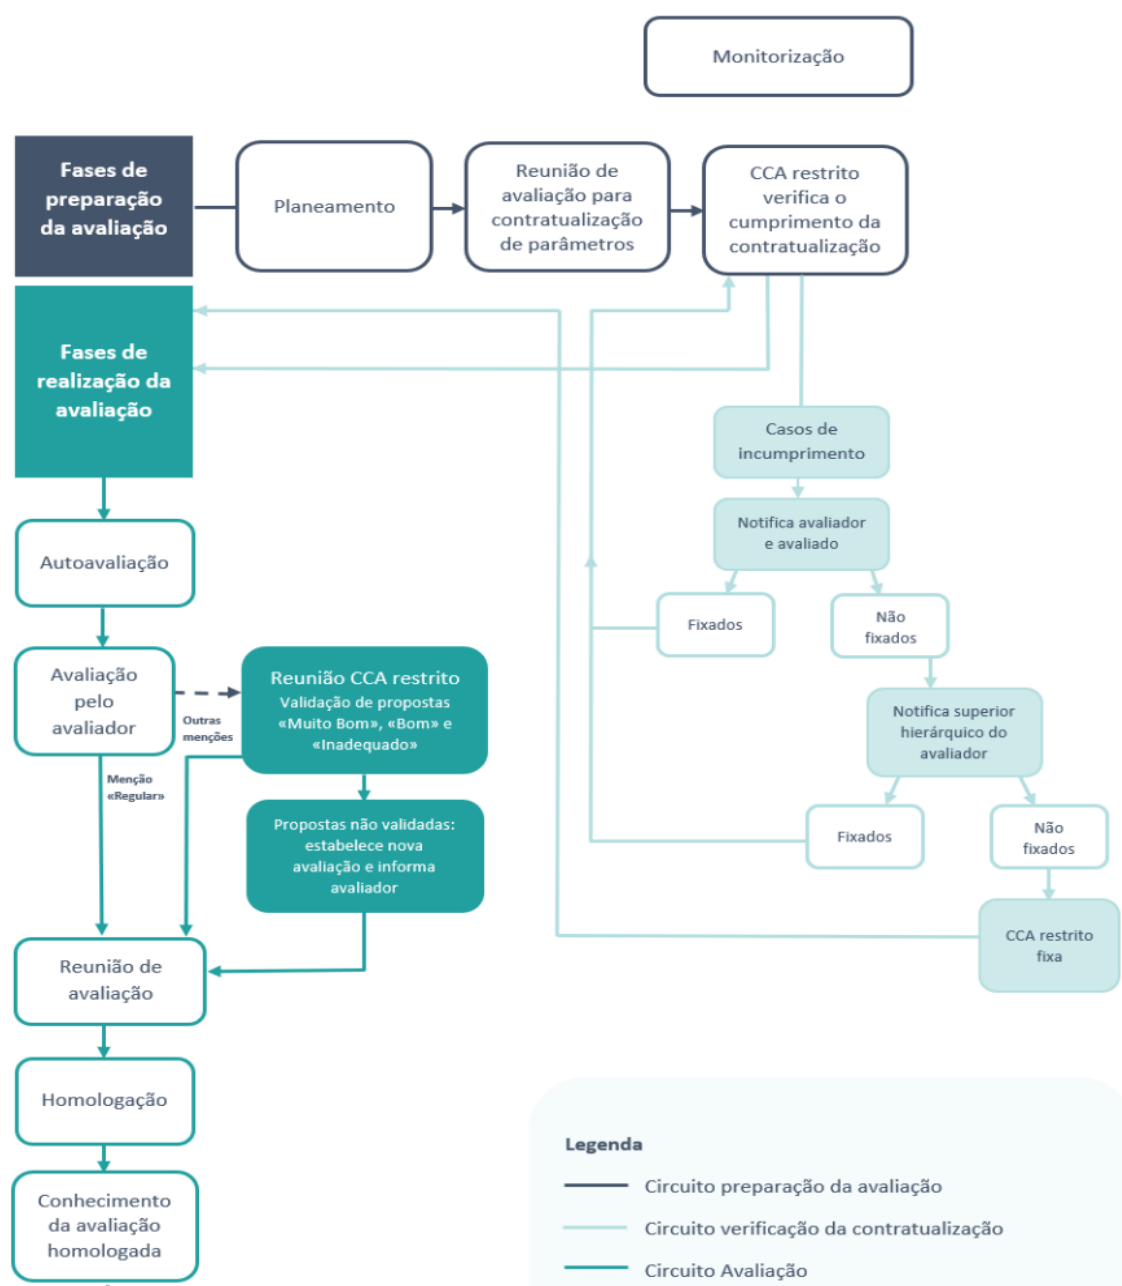 Monitorização
Fases de
preparação
da avaliação
Planeamento
Reunião de
avaliação para
contratualização
de parâmetros
CCA restrito
verifica o
cumprimento da
contratualização
Fases de
realização da
avaliação
Casos de
incumprimento
Notifica avaliador
e avaliado
Fixados
Não
fixados
Notifica superior
hierárquico do
avaliador
Fixados
Não
fixados
CCA restrito
fixa
Autoavaliação
Avaliação
pelo
avaliador
Outras
menções
Menção
«Regular»
Reunião CCA restrito
Validação de propostas
«Muito Bom», «Bom» e
«Inadequado»
Propostas não validadas:
estabelece nova
avaliação e informa
avaliador
Reunião de
avaliação
Homologação
Conhecimento
da avaliação
homologada
Legenda
Circuito preparação da avaliação
Circuito verificação da contratualização
Circuito Avaliação